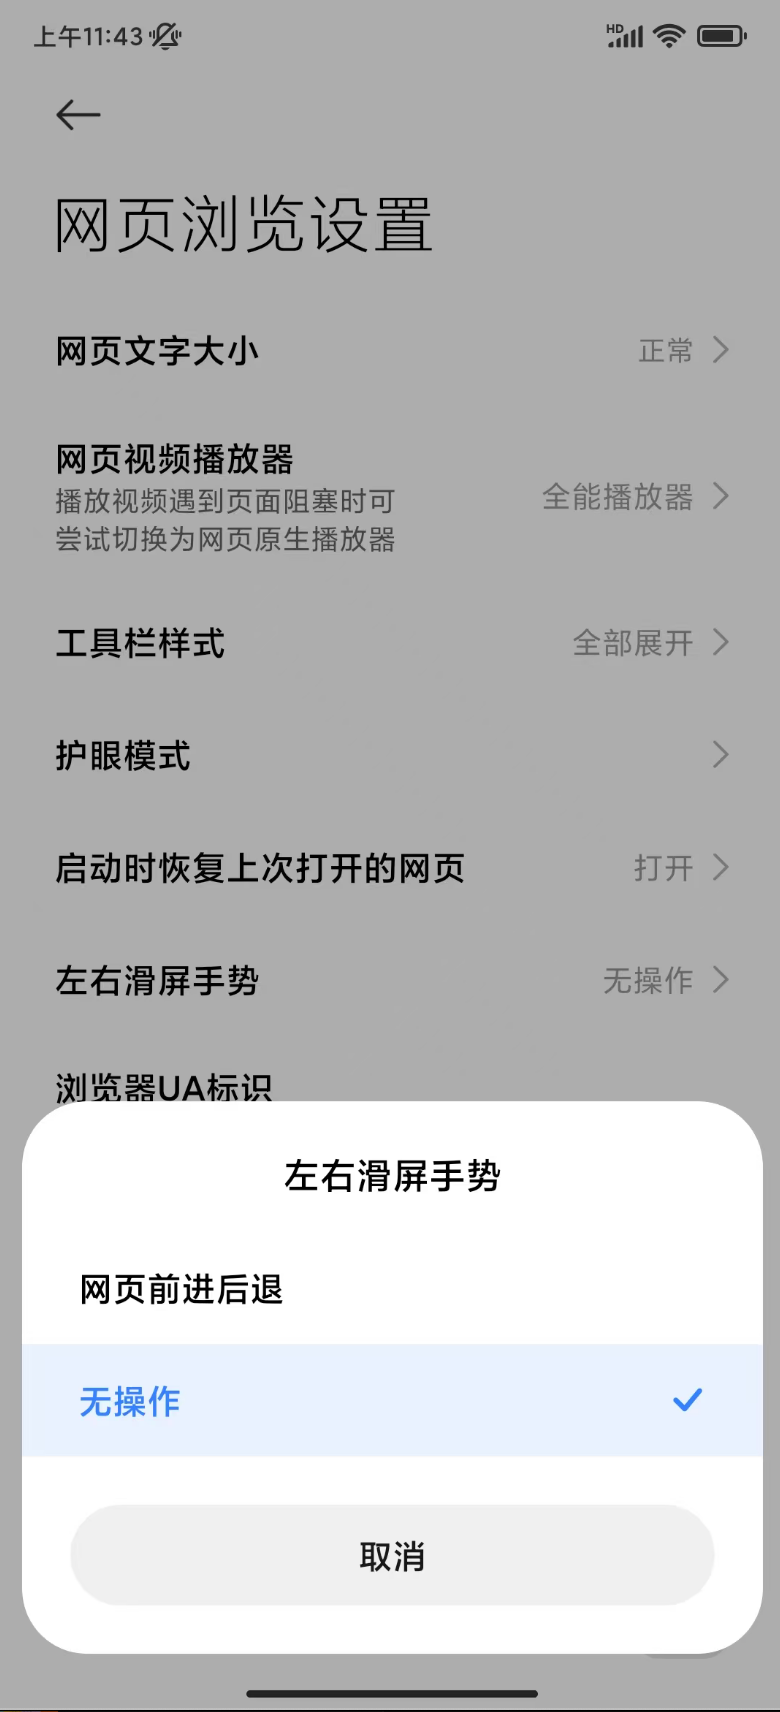 上午11:43
HD
网页浏览设置
网页文字大小
正常
网页视频播放器
播放视频遇到页面阻塞时可
尝试切换为网页原生播放器
全能播放器
工具栏样式
全部展开
护眼模式
启动时恢复上次打开的网页
打开
左右滑屏手势
无操作
浏览器UA标识
左右滑屏手势
网页前进后退
无操作
取消